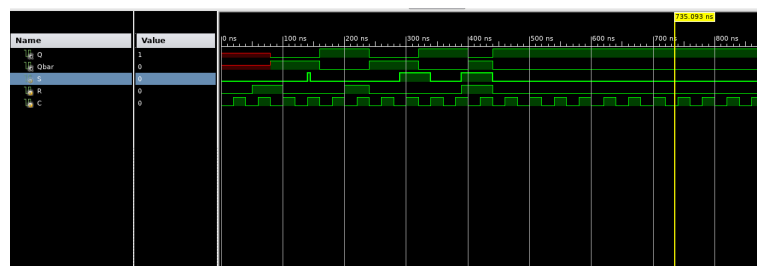 735.093 ns
Name Value
0 ns 100 ns 200 ns 300 ns 400 ns 500 ns 600 ns 700 ns 800 ns
Q 1
Qbar 0
S 0
R 0
C 0